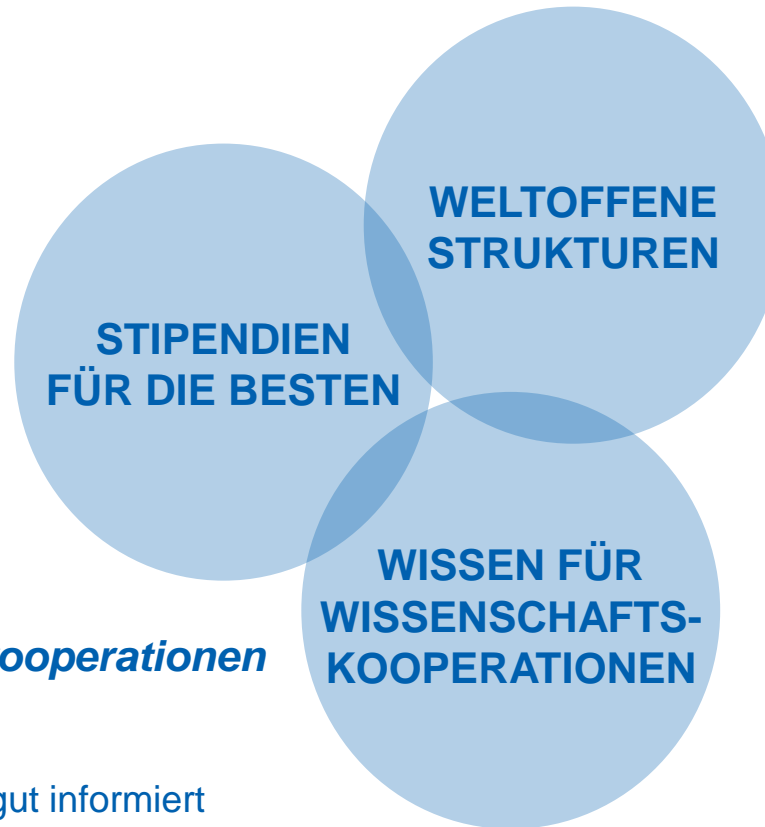 WELTOFFENE
STRUKTUREN
STIPENDIEN
FÜR DIE BESTEN
WISSEN FÜR
WISSENSCHAFTS-
KOOPERATIONEN
ooperationen
gut informiert